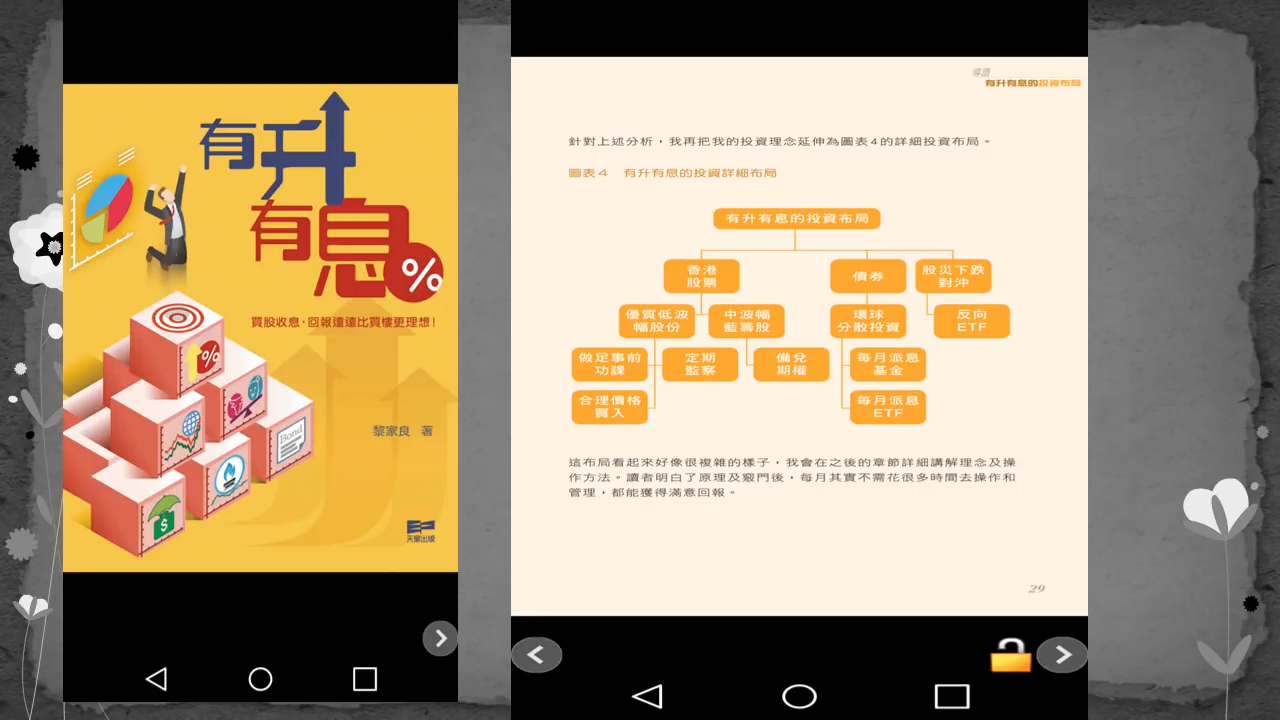 有升
有息
%
買股收息，回報遠遠比買樓更理想！
%
Bond
$
黎家良 著
天窗出版
導讀
有升有息的投資布局
針對上述分析，我再把我的投資理念延伸為圖表4的詳細投資布局。
圖表4 有升有息的投資詳細布局
有升有息的投資布局
香港
股票
債券
股災下跌
對沖
優質低波
幅股份
中波幅
藍籌股
環球
分散投資
反向
ETF
做足事前
功課
定期
監察
備兌
期權
每月派息
基金
合理價格
買入
每月派息
ETF
這布局看起來好像很複雜的樣子，我會在之後的章節詳細講解理念及操
作方法。讀者明白了原理及竅門後，每月其實不需花很多時間去操作和
管理，都能獲得滿意回報。
29